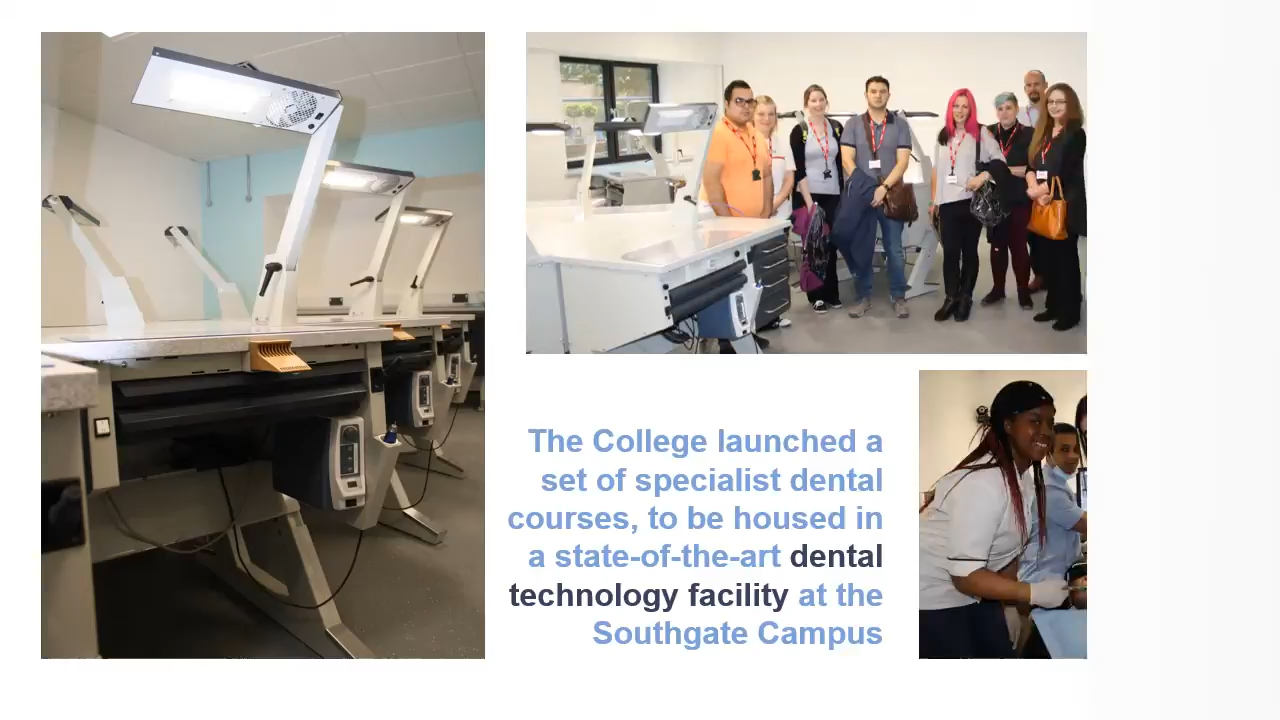 The College launched a
set of specialist dental
courses, to be housed in
a state-of-the-art dental
technology facility at the
Southgate Campus